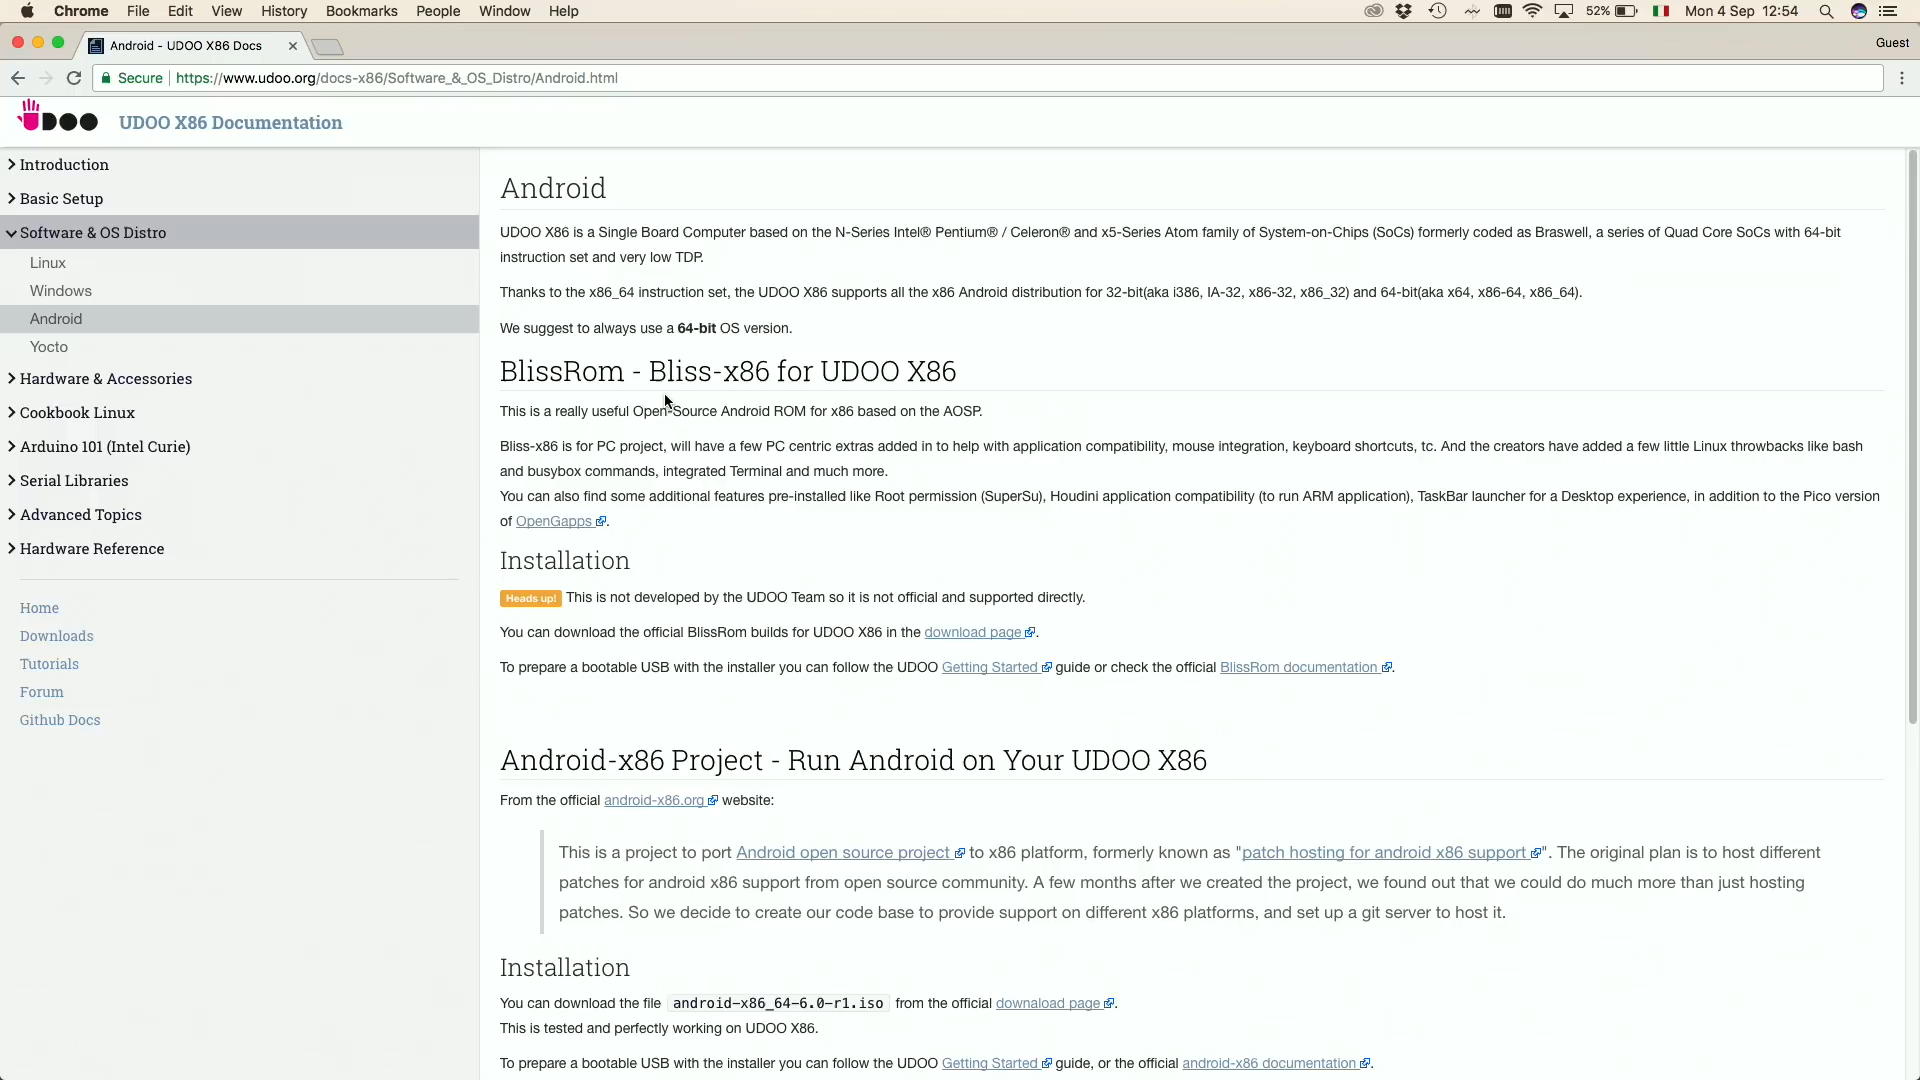 Chrome File Edit View History Bookmarks People Window Help 52% Mon 4 Sep 12:54
Android - UDOO X86 Docs Guest
Secure https://www.udoo.org/docs-x86/Software_&_OS_Distro/Android.html
UDOO UDOO X86 Documentation
Introduction
Basic Setup
Software & OS Distro
Linux
Windows
Android
Yocto
Hardware & Accessories
Cookbook Linux
Arduino 101 (Intel Curie)
Serial Libraries
Advanced Topics
Hardware Reference
Home
Downloads
Tutorials
Forum
Github Docs
Android
UDOO X86 is a Single Board Computer based on the N-Series Intel® Pentium® / Celeron® and x5-Series Atom family of System-on-Chips (SoCs) formerly coded as Braswell, a series of Quad Core SoCs with 64-bit
instruction set and very low TDP.
Thanks to the x86_64 instruction set, the UDOO X86 supports all the x86 Android distribution for 32-bit(aka i386, IA-32, x86-32, x86_32) and 64-bit(aka x64, x86-64, x86_64).
We suggest to always use a 64-bit OS version.
BlissRom - Bliss-x86 for UDOO X86
This is a really useful Open-Source Android ROM for x86 based on the AOSP.
Bliss-x86 is for PC project, will have a few PC centric extras added in to help with application compatibility, mouse integration, keyboard shortcuts, tc. And the creators have added a few little Linux throwbacks like bash
and busybox commands, integrated Terminal and much more.
You can also find some additional features pre-installed like Root permission (SuperSu), Houdini application compatibility (to run ARM application), TaskBar launcher for a Desktop experience, in addition to the Pico version
of OpenGapps.
Installation
Heads up! This is not developed by the UDOO Team so it is not official and supported directly.
You can download the official BlissRom builds for UDOO X86 in the download page.
To prepare a bootable USB with the installer you can follow the UDOO Getting Started guide or check the official BlissRom documentation.
Android-x86 Project - Run Android on Your UDOO X86
From the official android-x86.org website:
This is a project to port Android open source project to x86 platform, formerly known as "patch hosting for android x86 support". The original plan is to host different
patches for android x86 support from open source community. A few months after we created the project, we found out that we could do much more than just hosting
patches. So we decide to create our code base to provide support on different x86 platforms, and set up a git server to host it.
Installation
You can download the file android-x86_64-6.0-r1.iso from the official downaload page.
This is tested and perfectly working on UDOO X86.
To prepare a bootable USB with the installer you can follow the UDOO Getting Started guide, or the official android-x86 documentation.